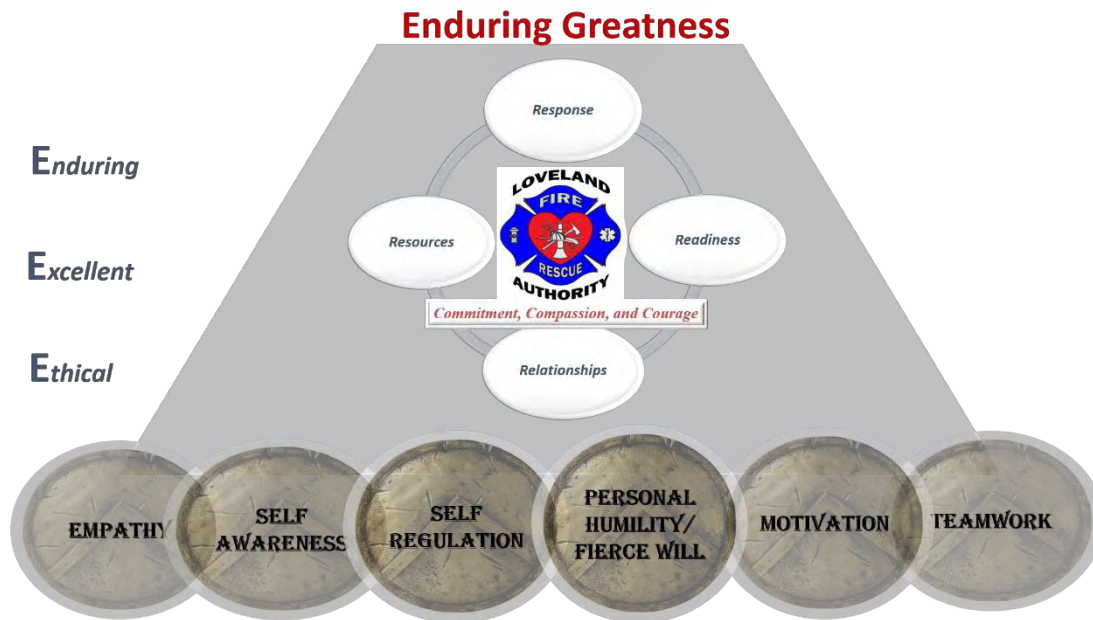 Enduring Greatness
Response
Enduring
LOVELAND
FIRE
Resources
Readiness
Excellent
RESCUE
AUTHORITY
Commitment, Compassion, and Courage
Ethical
Relationships
EMPATHY
SELF
AWARENESS
SELF
REGULATION
PERSONAL
HUMILITY/
FIERCE WILL
MOTIVATION
TEAMWORK